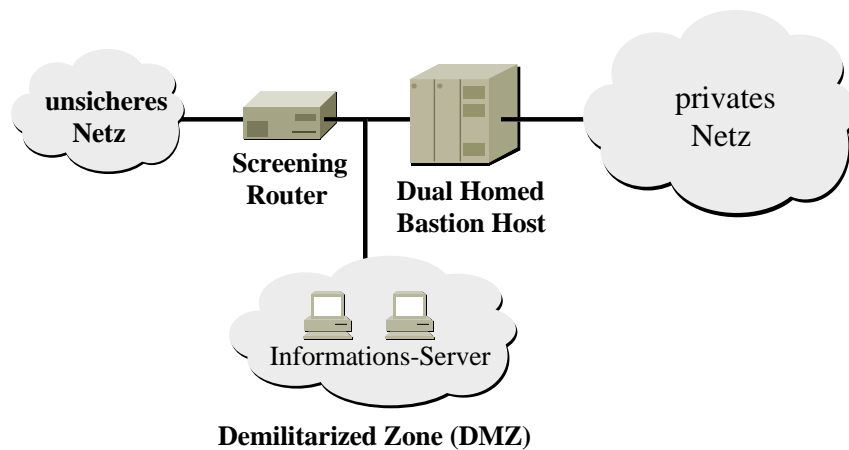 unsicheres
Netz
Screening
Router
Dual Homed
Bastion Host
privates
Netz
Informations-Server
Demilitarized Zone (DMZ)